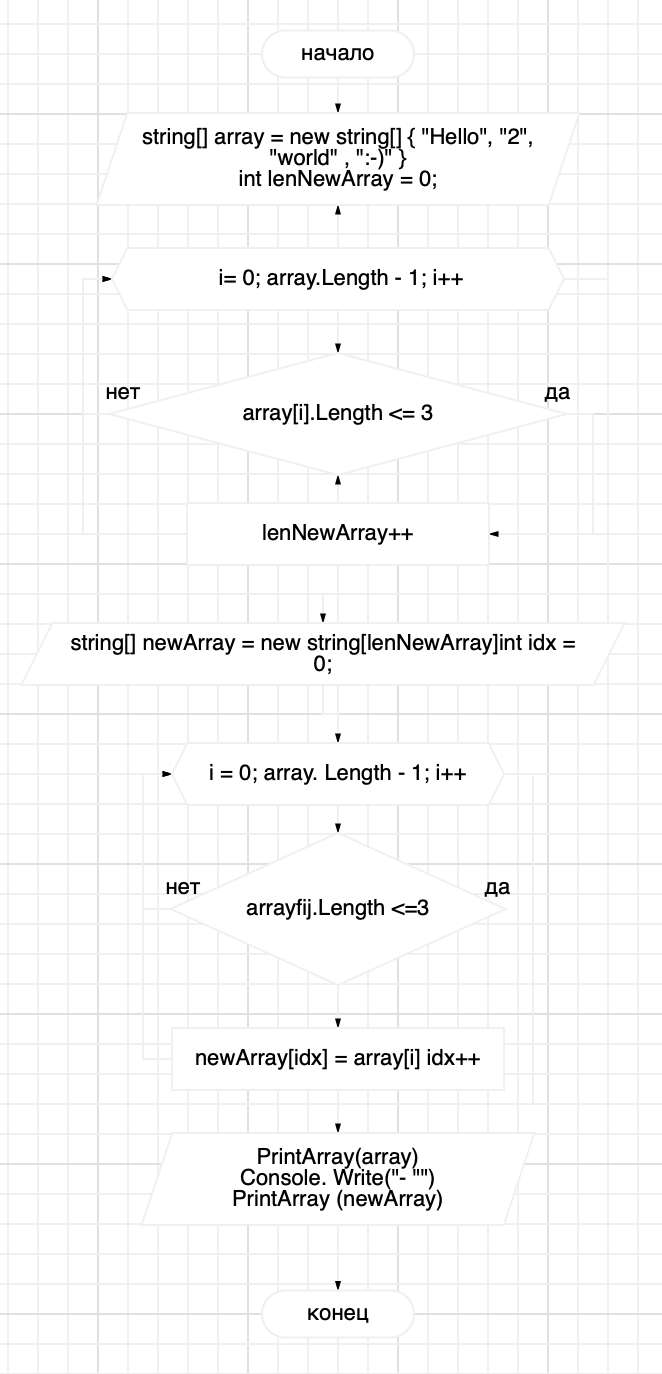 начало
string[] array = new string[] { "Hello", "2",
"world" , ":-)" }
int lenNewArray = 0;
i= 0; array.Length - 1; i++
нет
да
array[i].Length <= 3
lenNewArray++
string[] newArray = new string[lenNewArray]int idx =
0;
i = 0; array. Length - 1; i++
нет
да
arrayfij.Length <=3
newArray[idx] = array[i] idx++
PrintArray(array)
Console. Write("- "")
PrintArray (newArray)
конец